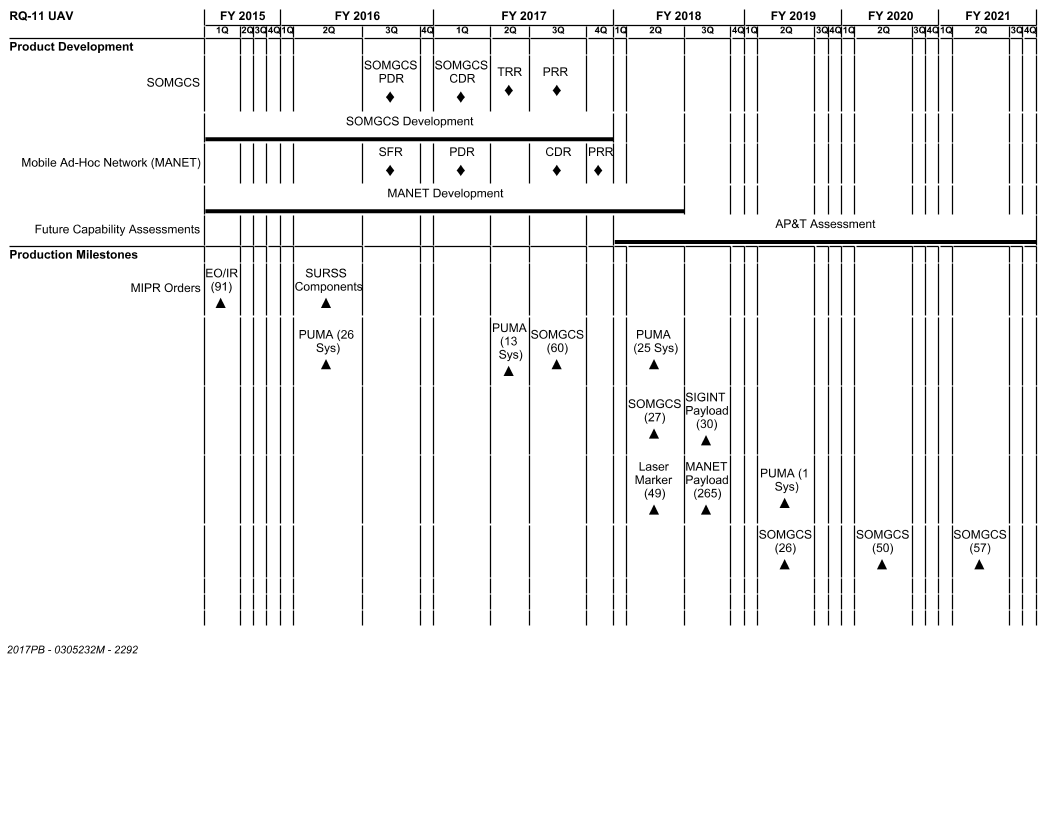 RQ-11 UAV FY 2015 FY 2016 FY 2017 FY 2018 FY 2019 FY 2020 FY 2021
1Q 2Q 3Q 4Q 1Q 2Q 3Q 4Q 1Q 2Q 3Q 4Q 1Q 2Q 3Q 4Q 1Q 2Q 3Q 4Q 1Q 2Q 3Q 4Q 1Q 2Q 3Q 4Q
Product Development
SOMGCS
SOMGCS
PDR
SOMGCS
CDR
TRR
PRR
SOMGCS Development
Mobile Ad-Hoc Network (MANET)
SFR
PDR
CDR
PRR
MANET Development
Future Capability Assessments
AP&T Assessment
Production Milestones
MIPR Orders
EO/IR
(91)
SURSS
Components
PUMA (26
Sys)
PUMA
(13
Sys)
SOMGCS
(60)
PUMA
(25 Sys)
SOMGCS
(27)
SIGINT
Payload
(30)
Laser
Marker
(49)
MANET
Payload
(265)
PUMA (1
Sys)
SOMGCS
(26)
SOMGCS
(50)
SOMGCS
(57)
2017PB - 0305232M - 2292